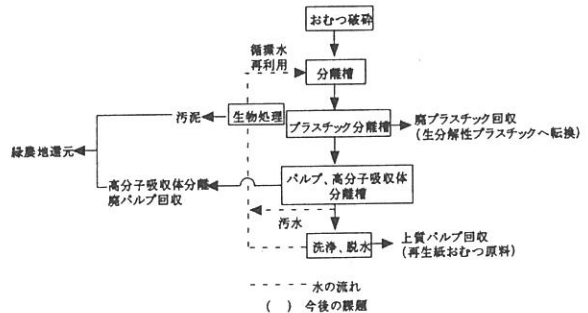 おむつ破砕
循環水
再利用
分離槽
汚泥
生物処理
プラスチック分離槽
廃プラスチック回収
(生分解性プラスチックへ転換)
緑農地還元
高分子吸収体分離
廃パルプ回収
パルプ、高分子吸収体
分離槽
汚水
洗浄、脱水
上質パルプ回収
(再生紙おむつ原料)
水の流れ
( ) 今後の課題